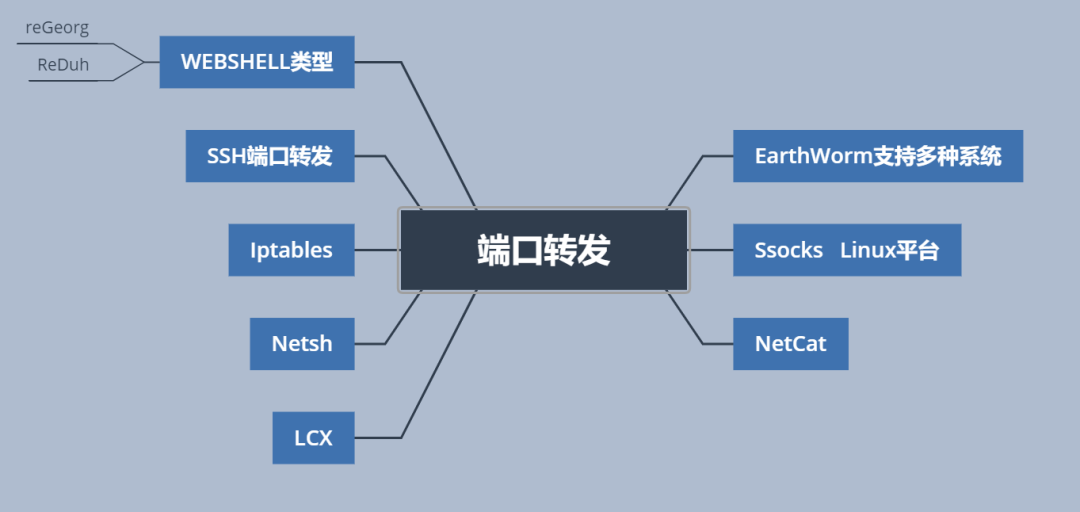 reGeorg
ReDuh
WEBSHELL类型
SSH端口转发
Iptables
Netsh
LCX
端口转发
EarthWorm支持多种系统
Ssocks Linux平台
NetCat